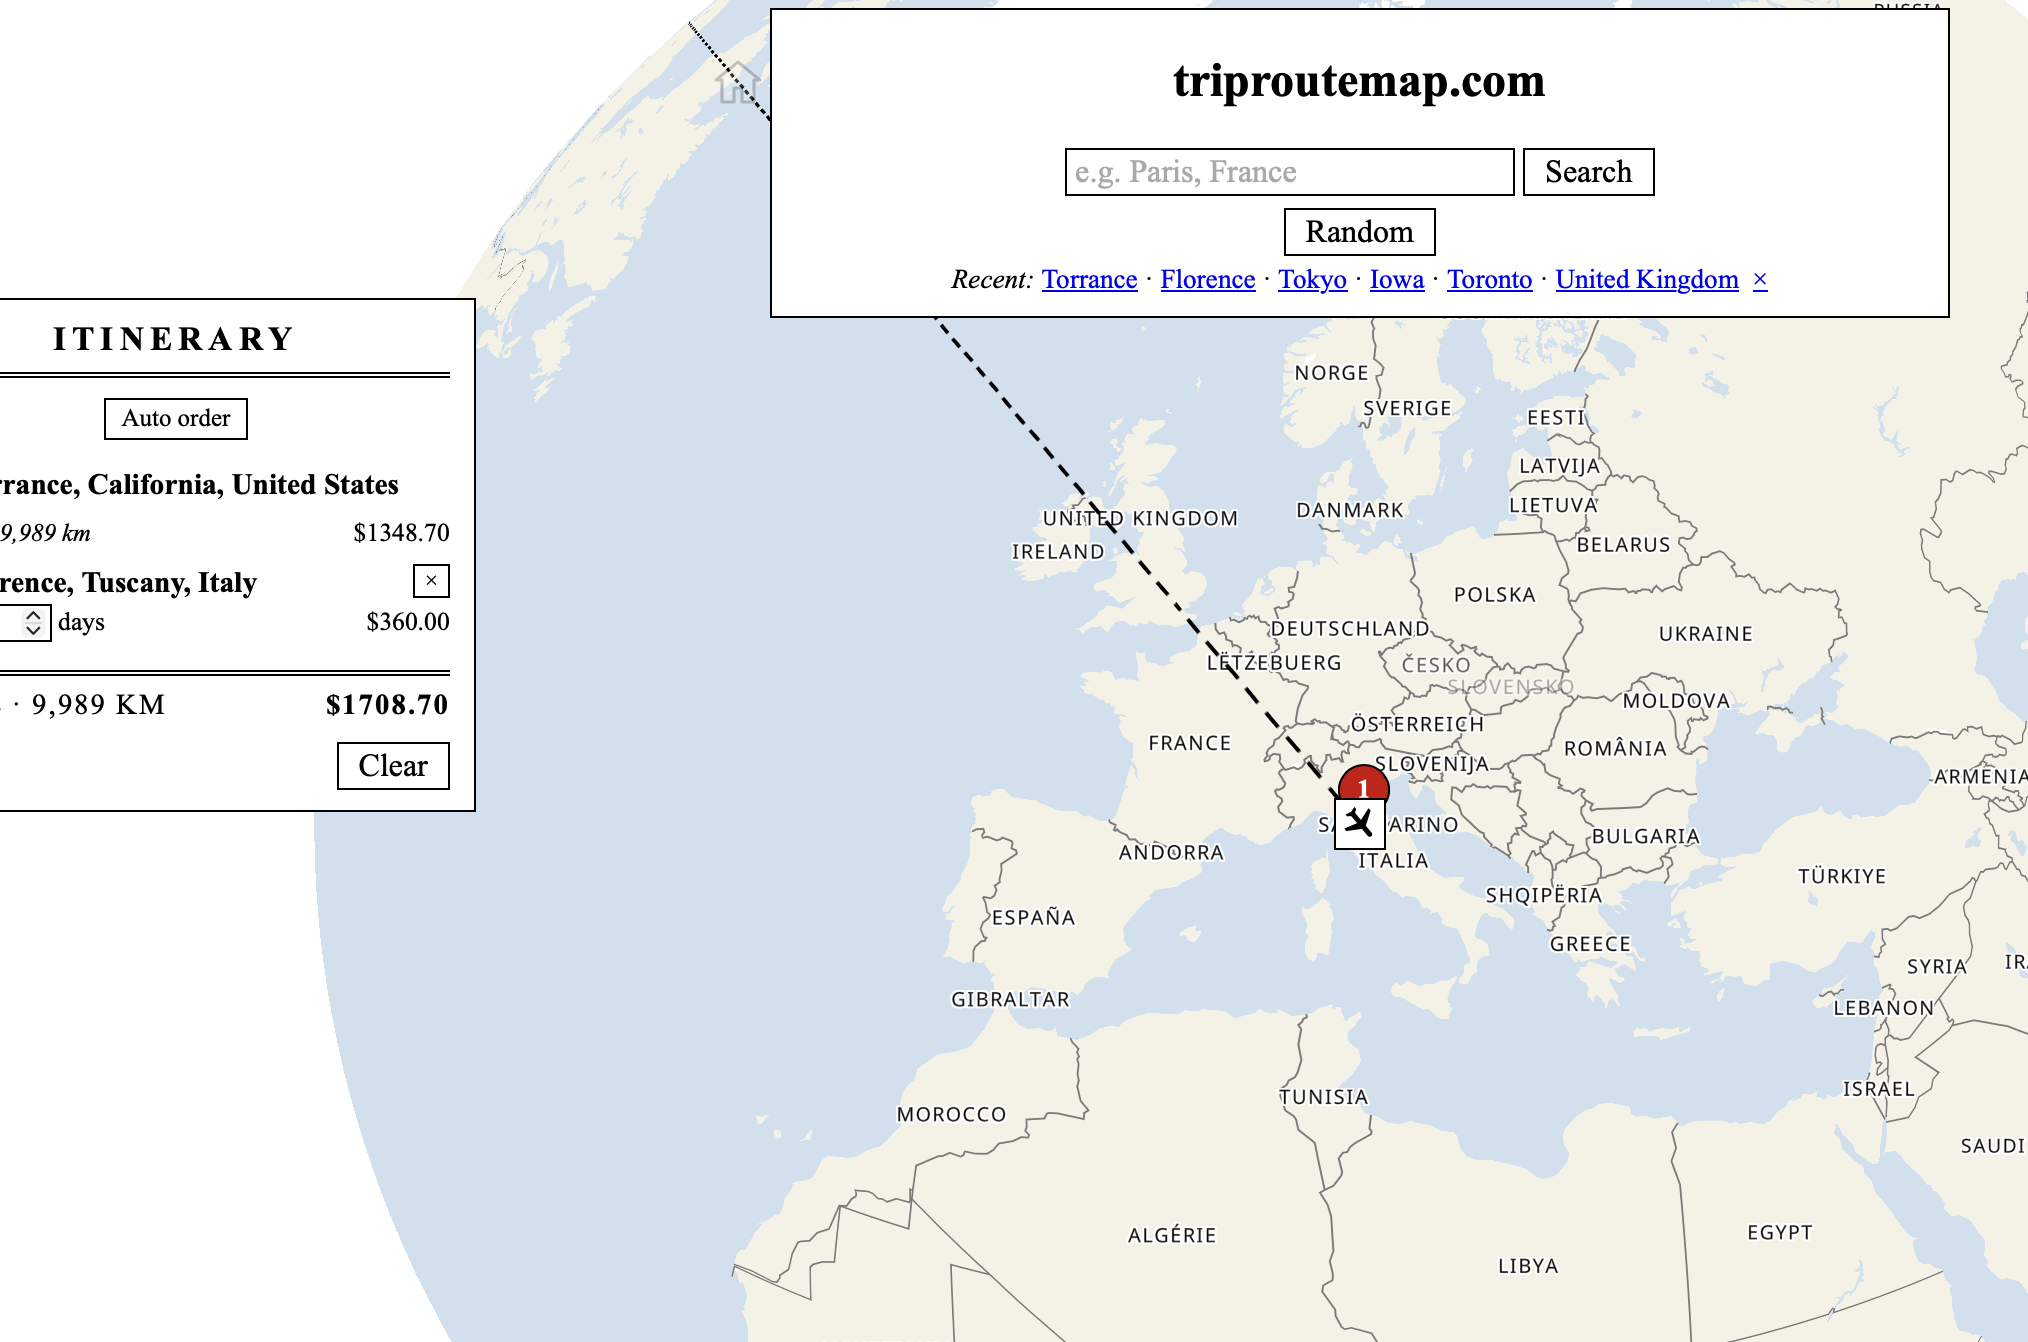 RUSSIA
triproutemap.com
e.g. Paris, France
Search
Random
Recent: Torrance · Florence · Tokyo · Iowa · Toronto · United Kingdom ×
ITINERARY
Auto order
rrance, California, United States
9,989 km $1348.70
rence, Tuscany, Italy ×
days $360.00
· 9,989 KM $1708.70
Clear
NORGE
SVERIGE
EESTI
LATVIJA
LIETUVA
DANMARK
UNITED KINGDOM
BELARUS
IRELAND
POLSKA
DEUTSCHLAND
UKRAINE
LËTZEBUERG
ČESKO
SLOVENSKO
MOLDOVA
ÖSTERREICH
FRANCE
ROMÂNIA
SLOVENIJA
ARMENIA
1
SA ARINO
BULGARIA
ANDORRA
ITALIA
TÜRKIYE
SHQIPËRIA
ESPAÑA
GREECE
SYRIA
IR
GIBRALTAR
LEBANON
ISRAEL
TUNISIA
MOROCCO
SAUDI
ALGÉRIE
EGYPT
LIBYA